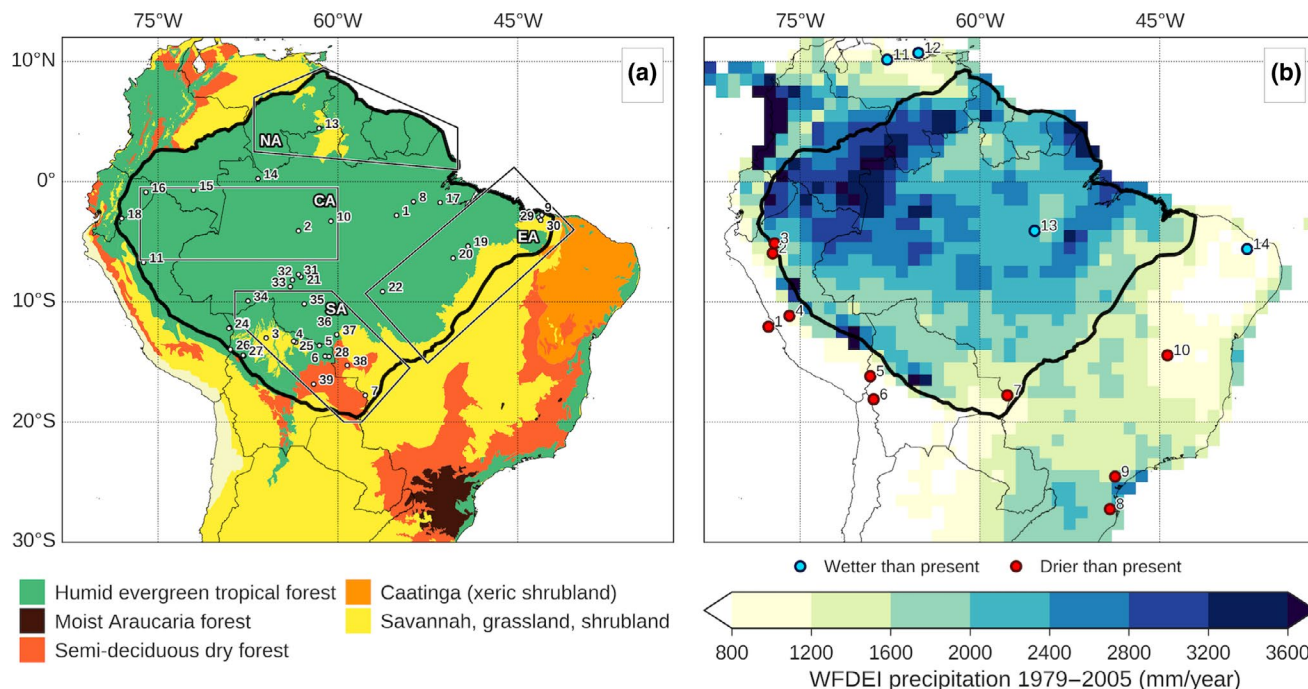 75°W 60°W 45°W 75°W 60°W 45°W
10°N (a) (b)
0°
10°S
20°S
30°S
NA
CA
EA
SA
13
14
16 15
18
8 17
1
9
29
30
10
2
19
20
11
32 31
33 21
22
34 35
36
24 3 4 5 37
26 27 25 28
6 38
39 7
11 12
13
14
3
2
1 4
5
6
7
10
9
8
Humid evergreen tropical forest
Moist Araucaria forest
Semi-deciduous dry forest
Caatinga (xeric shrubland)
Savannah, grassland, shrubland
Wetter than present Drier than present
800 1200 1600 2000 2400 2800 3200 3600
WFDEI precipitation 1979–2005 (mm/year)